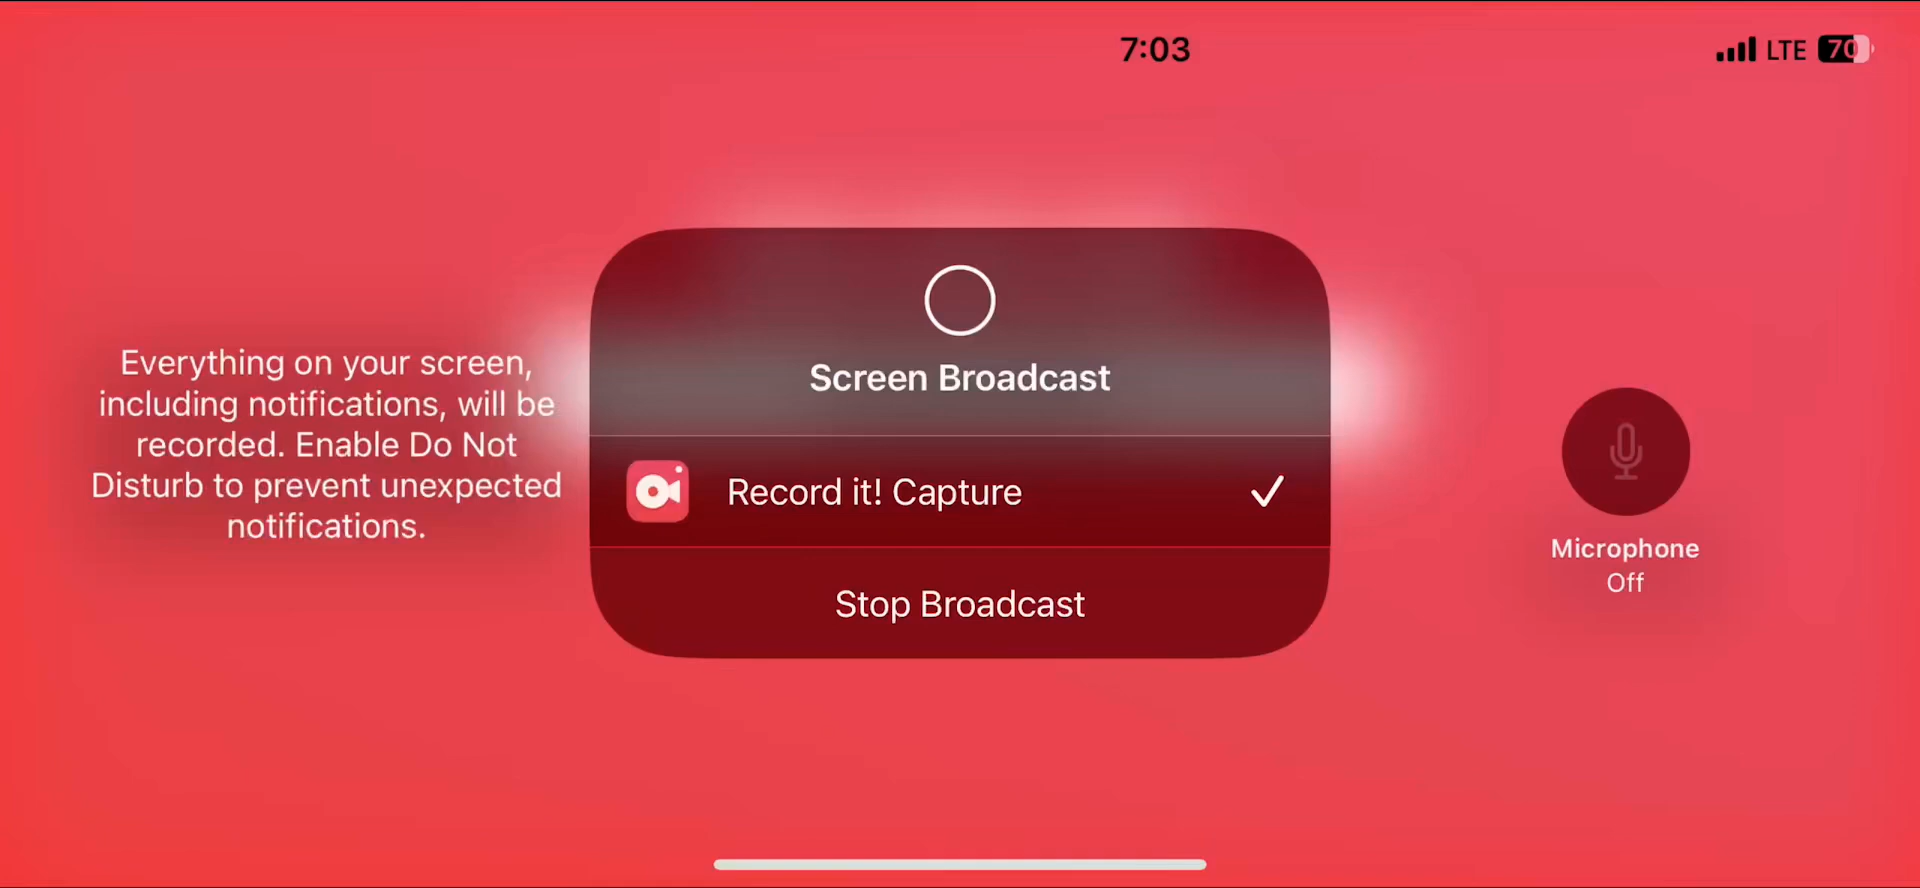 7:03
LTE
70
Everything on your screen,
including notifications, will be
recorded. Enable Do Not
Disturb to prevent unexpected
notifications.
Screen Broadcast
Record it! Capture
Stop Broadcast
Microphone
Off